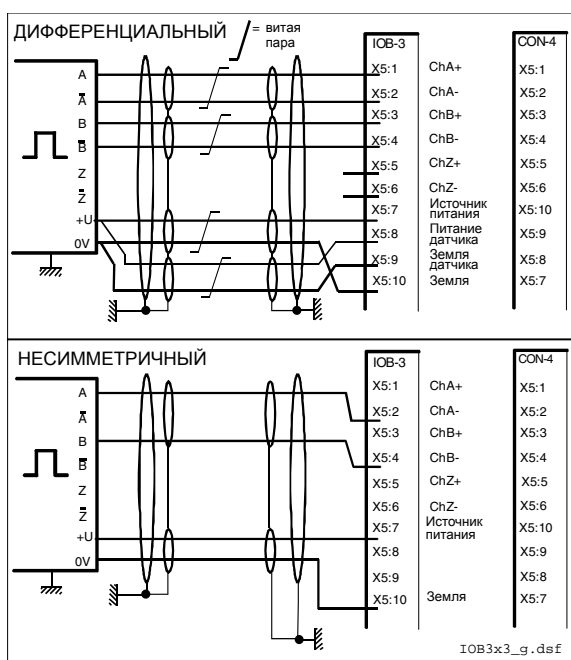 ДИФФЕРЕНЦИАЛЬНЫЙ
= витая
пара
IOB-3
CON-4
A
X5:1 ChA+ X5:1
A̅
X5:2 ChA- X5:2
B
X5:3 ChB+ X5:3
B̅
X5:4 ChB- X5:4
Z
X5:5 ChZ+ X5:5
Z̅
X5:6 ChZ- X5:6
+U
X5:7 Источник
питания X5:10
0V
X5:8 Питание
датчика X5:9
X5:9 Земля
датчика X5:8
X5:10 Земля X5:7
НЕСИММЕТРИЧНЫЙ
IOB-3
CON-4
A
X5:1 ChA+ X5:1
A̅
X5:2 ChA- X5:2
B
X5:3 ChB+ X5:3
B̅
X5:4 ChB- X5:4
Z
X5:5 ChZ+ X5:5
Z̅
X5:6 ChZ- X5:6
+U
X5:7 Источник
питания X5:10
0V
X5:8 X5:9
X5:9 X5:8
X5:10 Земля X5:7
IOB3x3_g.dsf